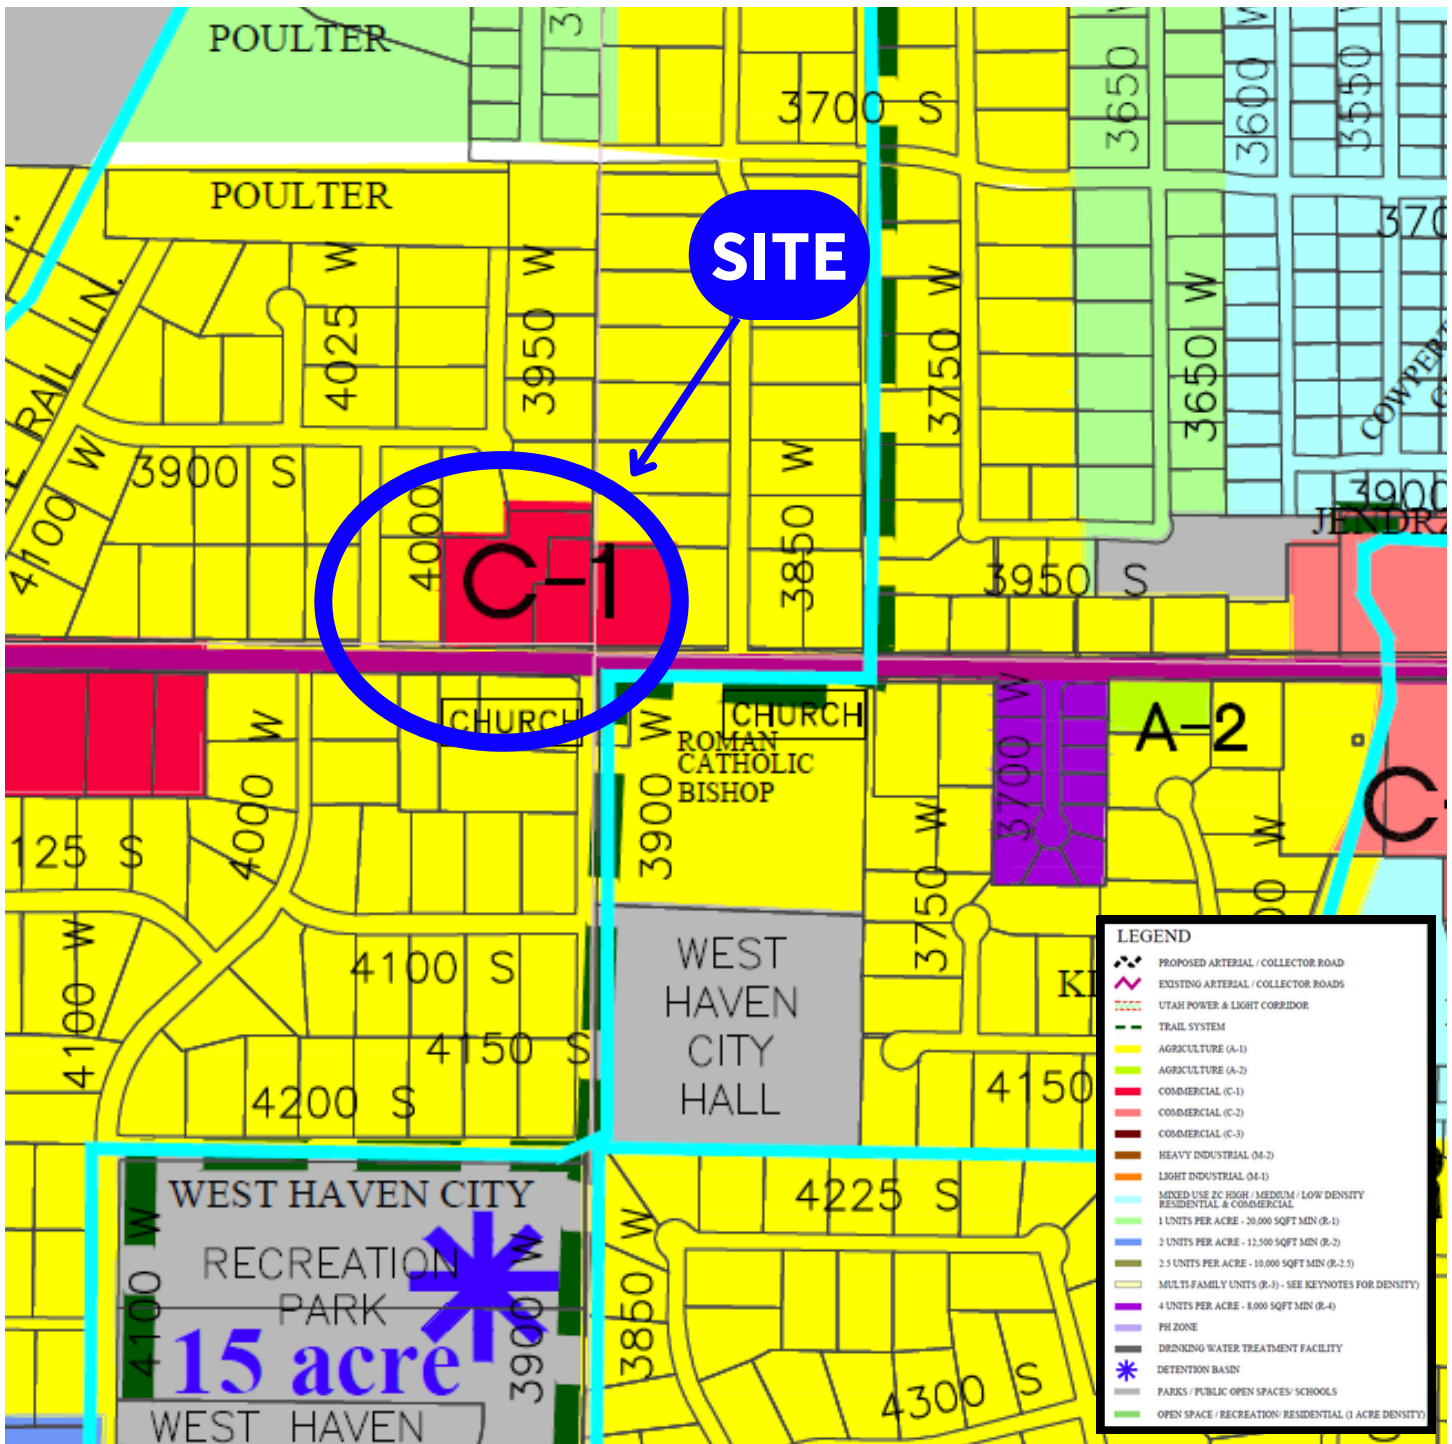 POULTER
3700 S
3650
3600 W
3550
POULTER
SITE
370
N.
RAIL LN.
4025 W
3950 W
3750 W
3650 W
COWPERT
3900 S
4100 W
4000
3850 W
3900
JENDRZ
C-1
3950 S
CHURCH
CHURCH
ROMAN
CATHOLIC
BISHOP
3900 W
3700 W
A-2
C-
4000 W
125 S
3750 W
W
00
4100 W
4100 S
WEST
HAVEN
CITY
HALL
KI
4150 S
4150
4200 S
WEST HAVEN CITY
RECREATION
PARK
15 acre
4100 W
3900 W
3850 W
4225 S
4300 S
WEST HAVEN
LEGEND
PROPOSED ARTERIAL / COLLECTOR ROAD
EXISTING ARTERIAL / COLLECTOR ROADS
UTAH POWER & LIGHT CORRIDOR
TRAIL SYSTEM
AGRICULTURE (A-1)
AGRICULTURE (A-2)
COMMERCIAL (C-1)
COMMERCIAL (C-2)
COMMERCIAL (C-3)
HEAVY INDUSTRIAL (M-2)
LIGHT INDUSTRIAL (M-1)
MIXED USE ZC HIGH / MEDIUM / LOW DENSITY
RESIDENTIAL & COMMERCIAL
1 UNITS PER ACRE - 20,000 SQFT MIN (R-1)
2 UNITS PER ACRE - 12,500 SQFT MIN (R-2)
2.5 UNITS PER ACRE - 10,000 SQFT MIN (R-2.5)
MULTI-FAMILY UNITS (R-3) - SEE KEYNOTES FOR DENSITY)
4 UNITS PER ACRE - 8,000 SQFT MIN (R-4)
PH ZONE
DRINKING WATER TREATMENT FACILITY
DETENTION BASIN
PARKS / PUBLIC OPEN SPACES/ SCHOOLS
OPEN SPACE / RECREATION/ RESIDENTIAL (1 ACRE DENSITY)